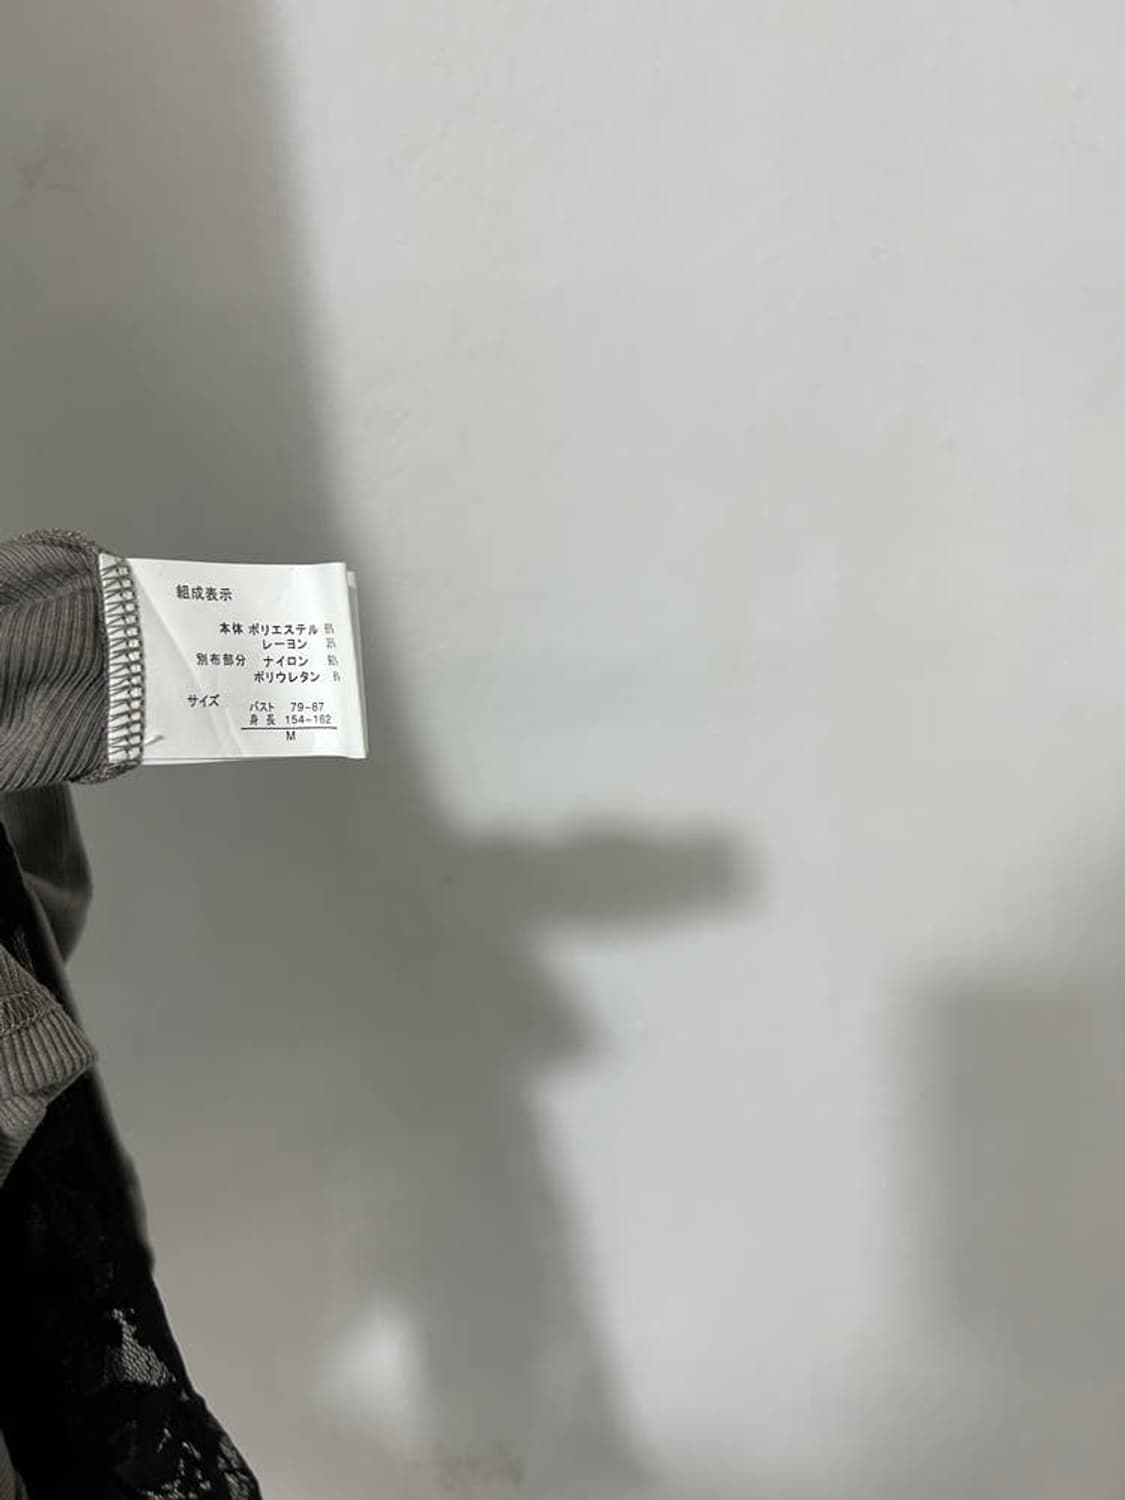 組成表示
本体 ポリエステル
レーヨン
別布部分 ナイロン
ポリウレタン
サイズ バスト 79-87
身長 154-162
M